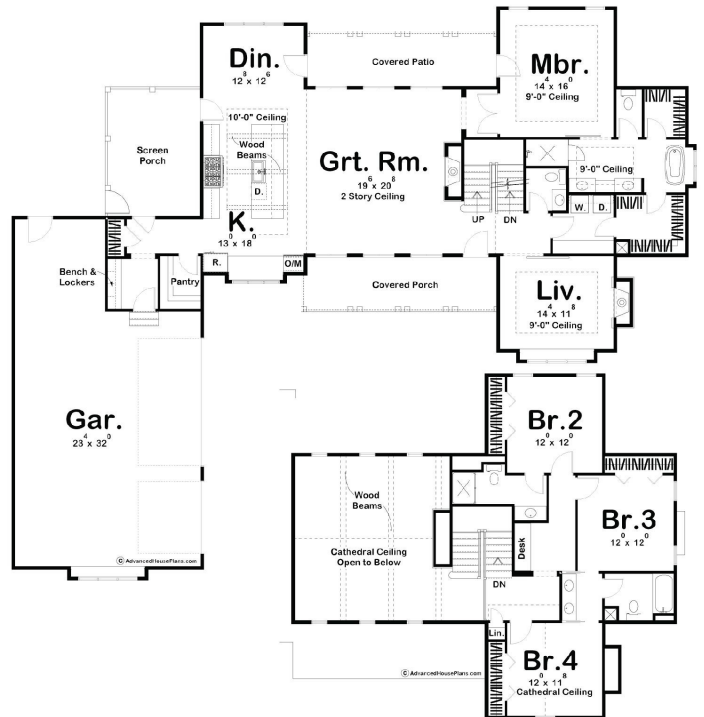 Din.
12⁸ x 12⁶
Covered Patio
Mbr.
14⁴ x 16⁰
9'-0" Ceiling
10'-0" Ceiling
Screen
Porch
Wood
Beams
D.
Grt. Rm.
19⁶ x 20⁸
2 Story Ceiling
9'-0" Ceiling
W.
D.
UP
DN
K.
13⁰ x 18⁰
R.
O/M
Bench &
Lockers
Pantry
Covered Porch
Liv.
14⁴ x 11⁸
9'-0" Ceiling
Gar.
23⁴ x 32⁰
© AdvancedHousePlans.com
Br.2
12⁰ x 12⁰
Wood
Beams
Cathedral Ceiling
Open to Below
Br.3
12⁰ x 12⁰
Desk
DN
Lin.
Br.4
12⁰ x 11⁸
Cathedral Ceiling
© AdvancedHousePlans.com